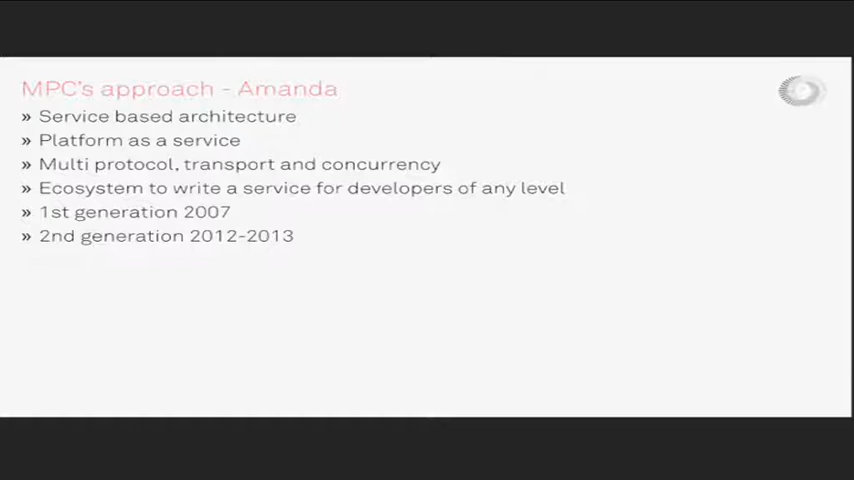 MPC's approach - Amanda
» Service based architecture
» Platform as a service
» Multi protocol, transport and concurrency
» Ecosystem to write a service for developers of any level
» 1st generation 2007
» 2nd generation 2012-2013